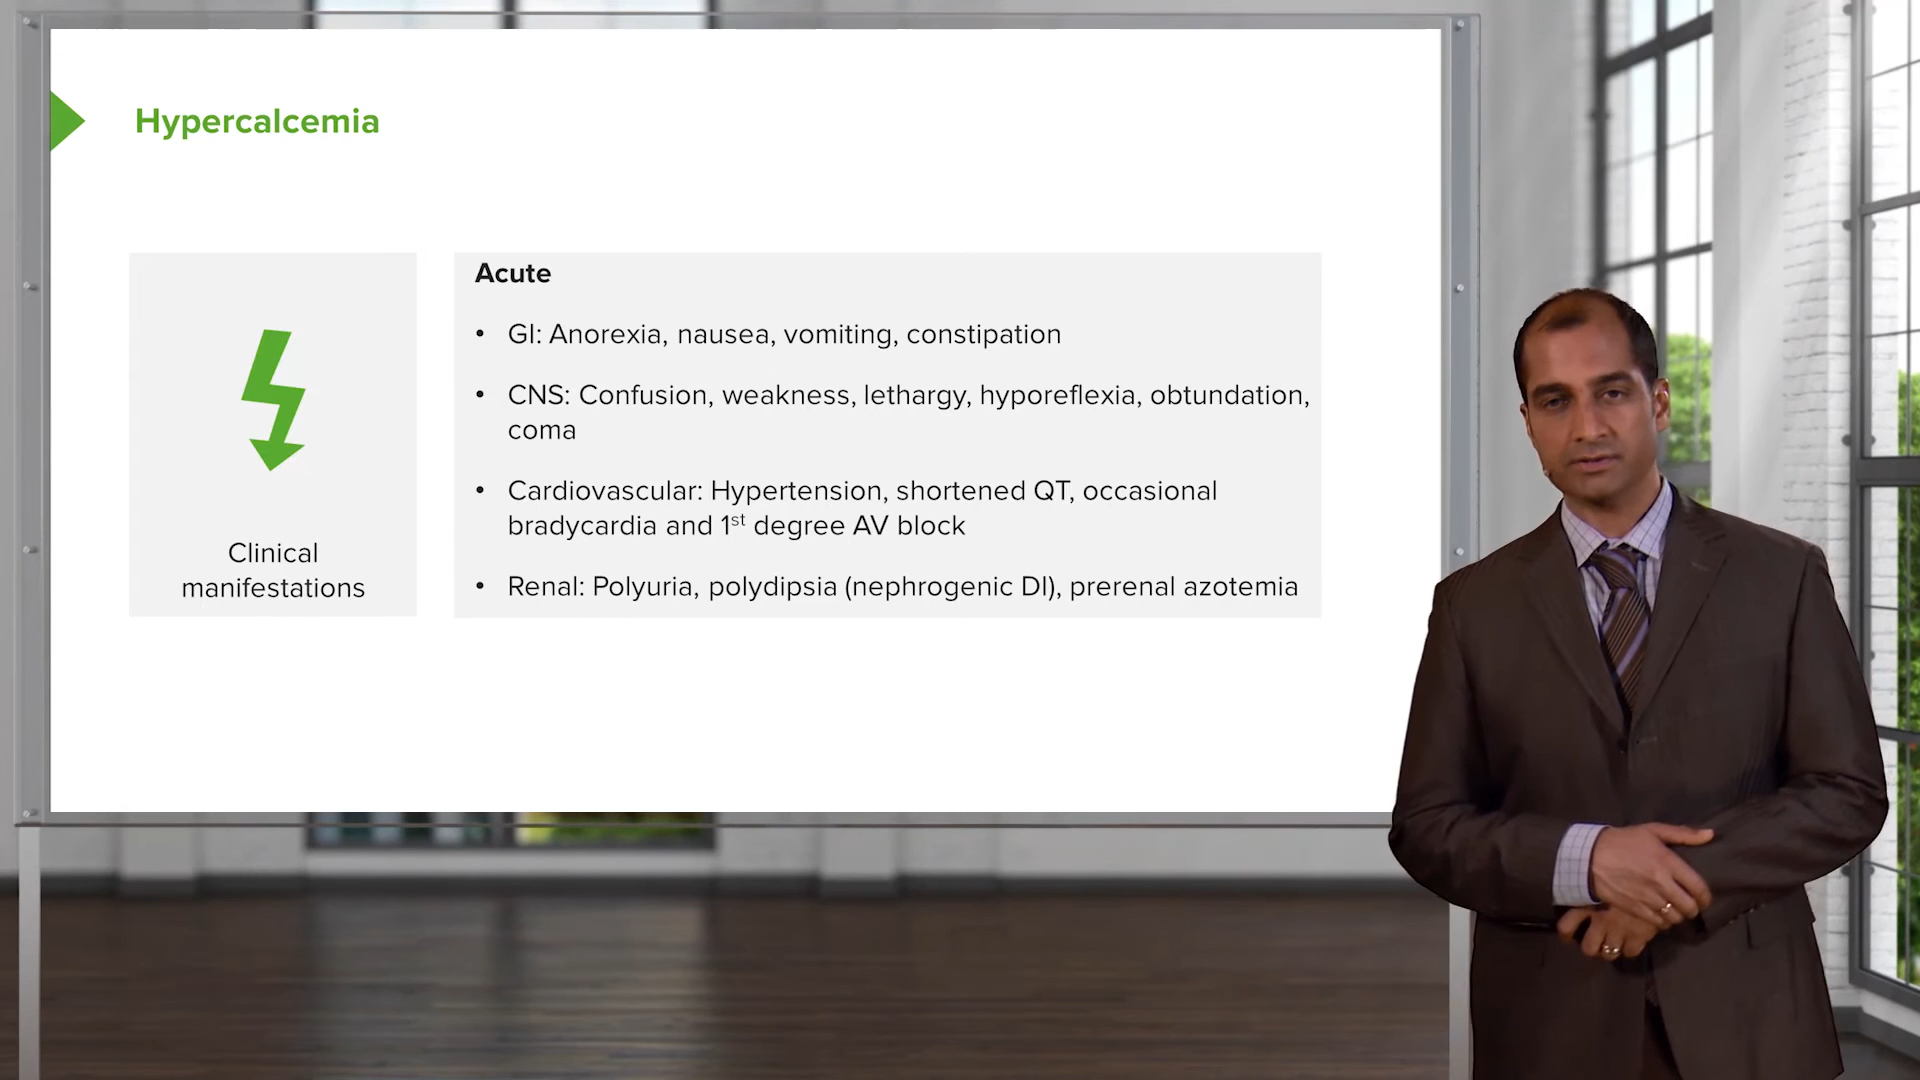 Hypercalcemia
Clinical
manifestations
Acute
• GI: Anorexia, nausea, vomiting, constipation
• CNS: Confusion, weakness, lethargy, hyporeflexia, obtundation,
coma
• Cardiovascular: Hypertension, shortened QT, occasional
bradycardia and 1st degree AV block
• Renal: Polyuria, polydipsia (nephrogenic DI), prerenal azotemia